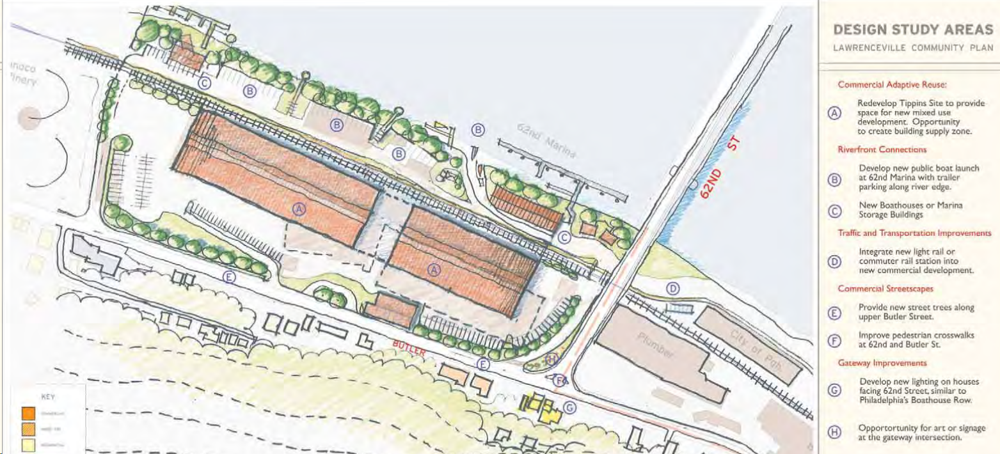 DESIGN STUDY AREAS
LAWRENCEVILLE COMMUNITY PLAN
Commercial Adaptive Reuse:
A
Redevelop Tippins Site to provide
space for new mixed use
development. Opportunity
to create building supply zone.
Riverfront Connections
B
Develop new public boat launch
at 62nd Marina with trailer
parking along river edge.
C
New Boathouses or Marina
Storage Buildings
Traffic and Transportation Improvements
D
Integrate new light rail or
commuter rail station into
new commercial development.
Commercial Streetscapes
E
Provide new street trees along
upper Butler Street.
F
Improve pedestrian crosswalks
at 62nd and Butler St.
Gateway Improvements
G
Develop new lighting on houses
facing 62nd Street, similar to
Philadelphia's Boathouse Row.
H
Opportortunity for art or signage
at the gateway intersection.
C
B
B
B
B
62nd Marina
62ND ST
A
C
A
E
D
BUTLER
Plumber
City of Pgh.
E
H
F
G
KEY